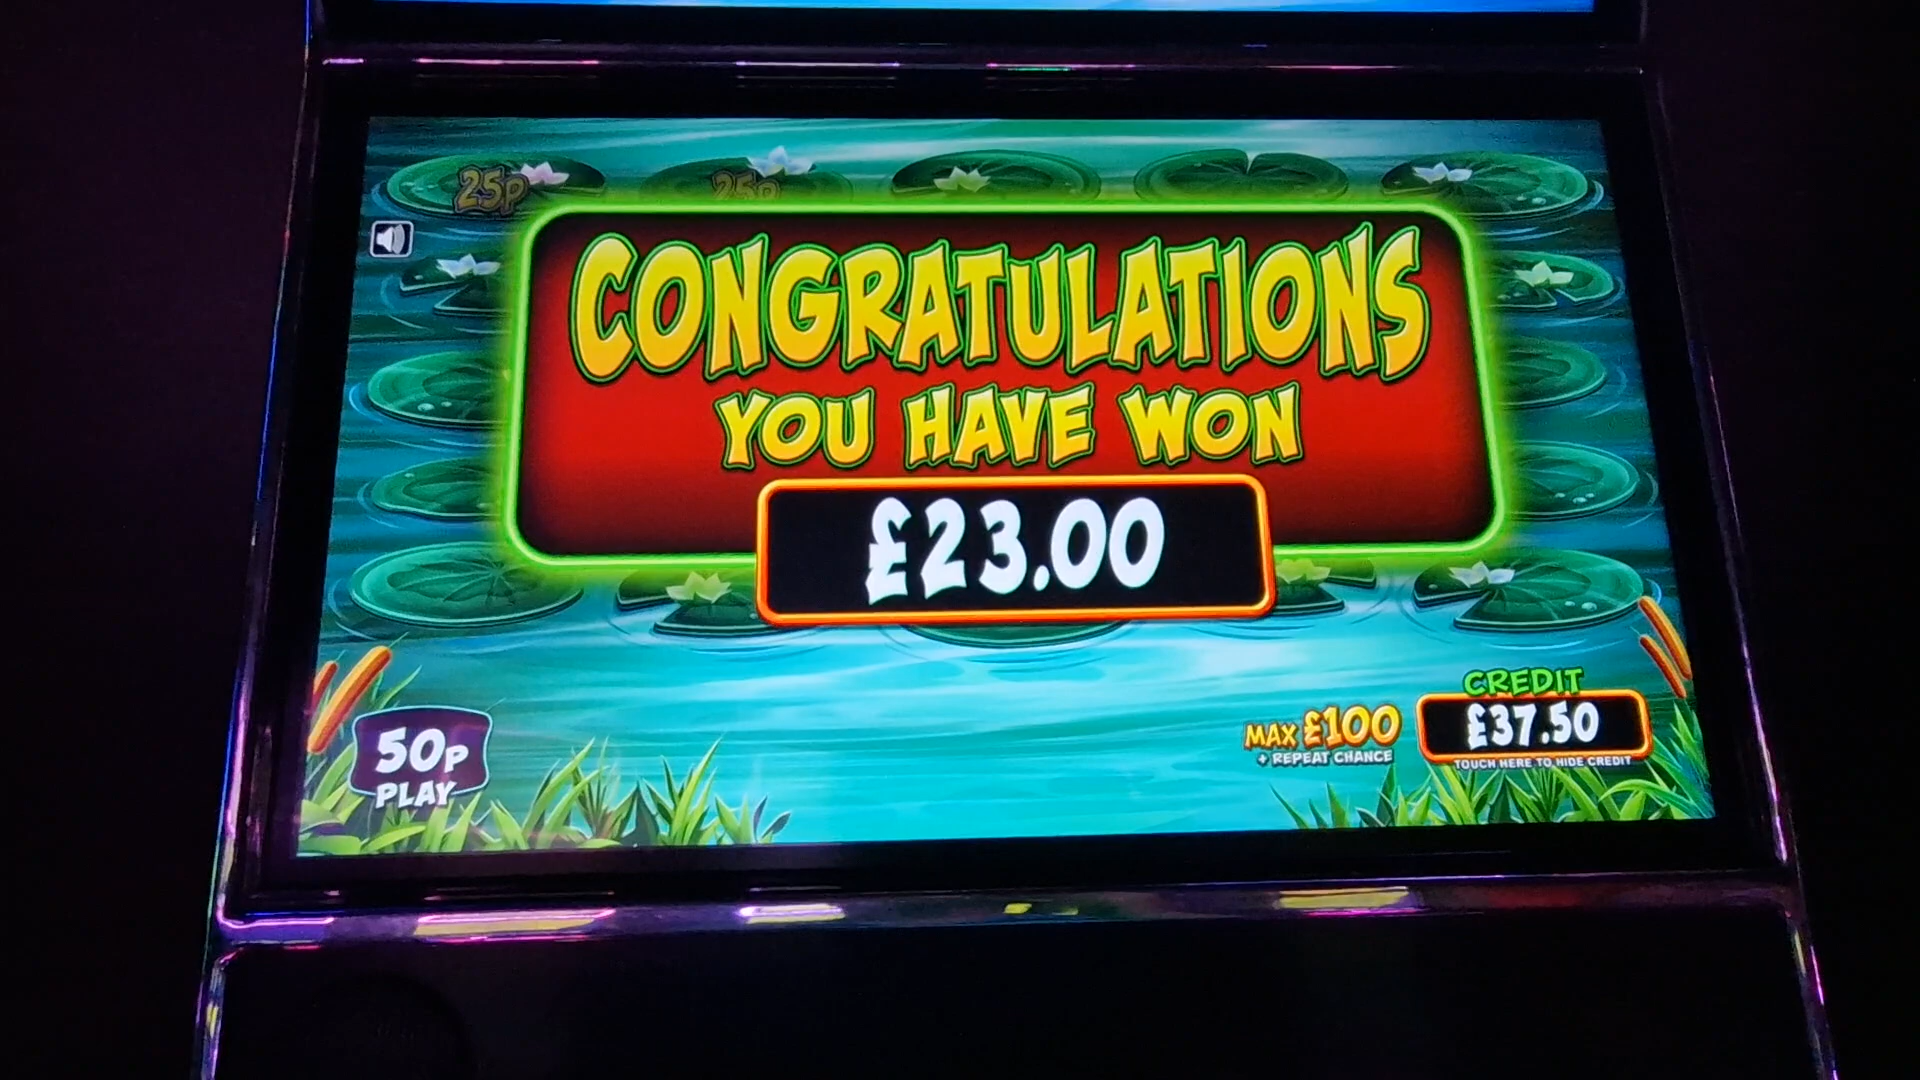 25p 25p
CONGRATULATIONS
YOU HAVE WON
£23.00
50p
PLAY
MAX £100
+ REPEAT CHANCE
CREDIT
£37.50
TOUCH HERE TO HIDE CREDIT